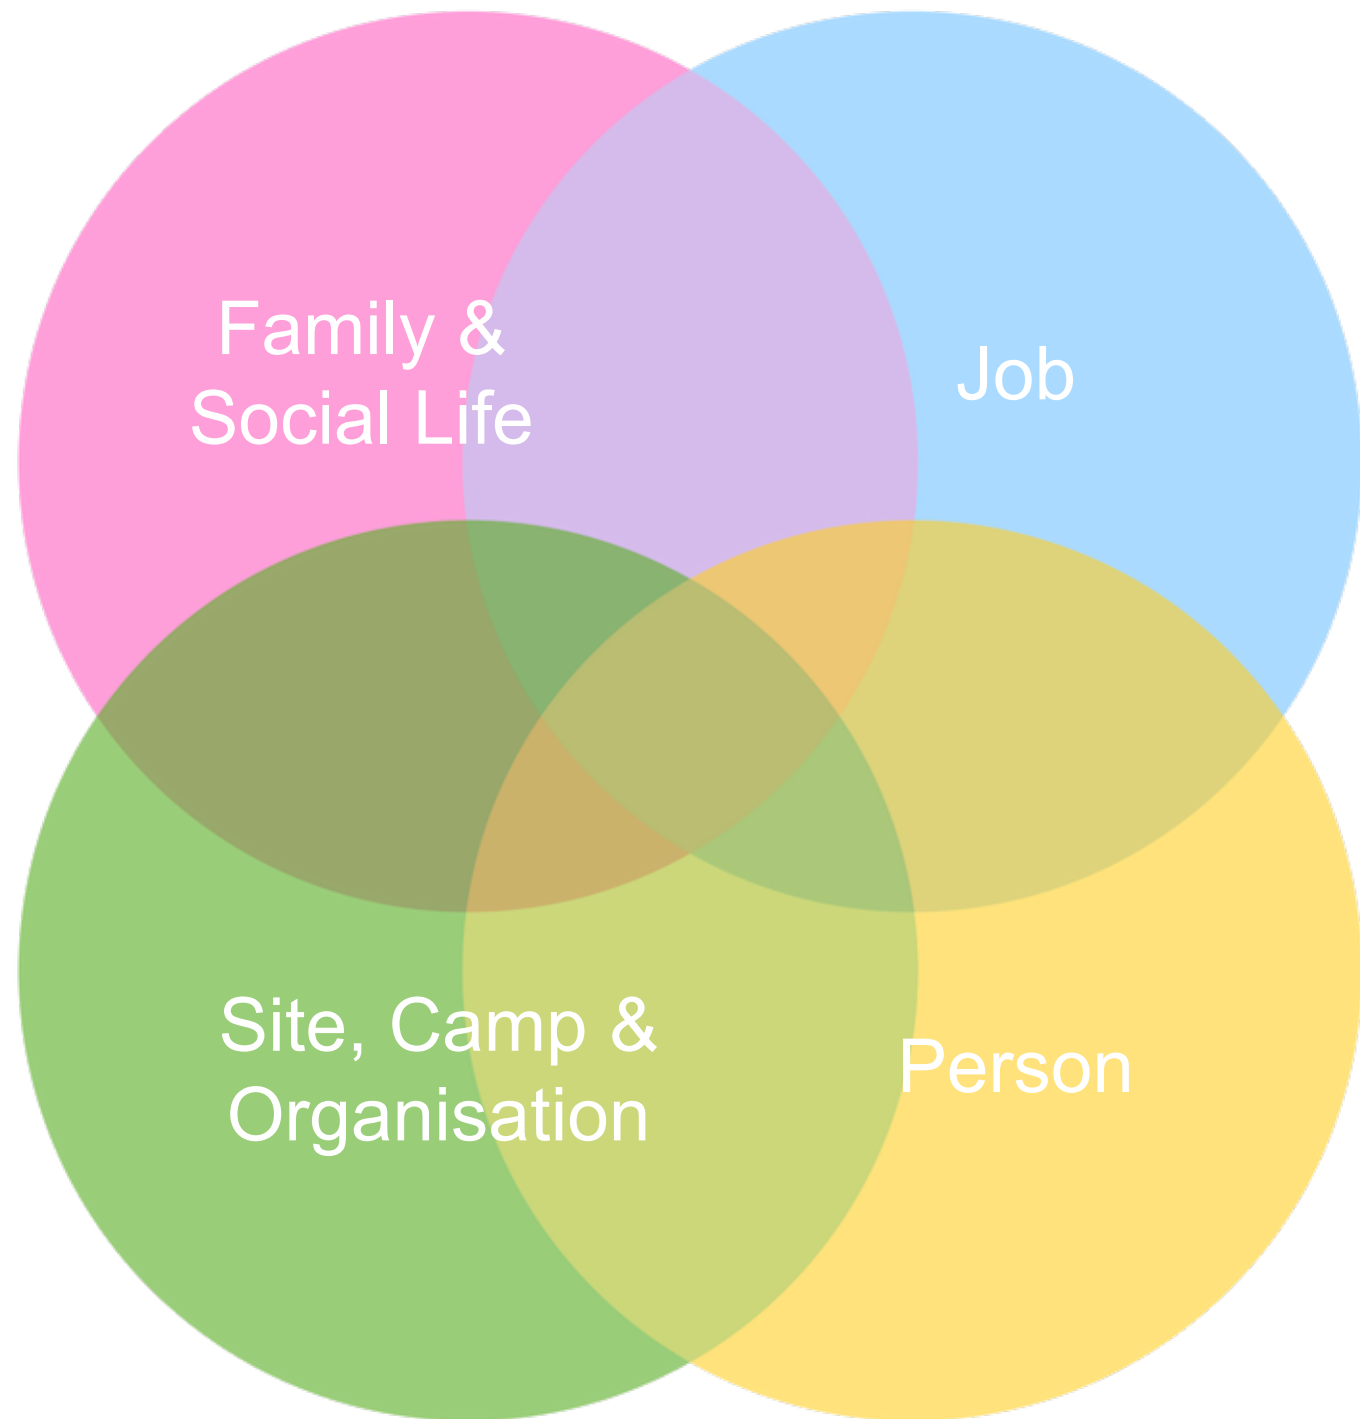 Family &
Social Life
Job
Site, Camp &
Organisation
Person